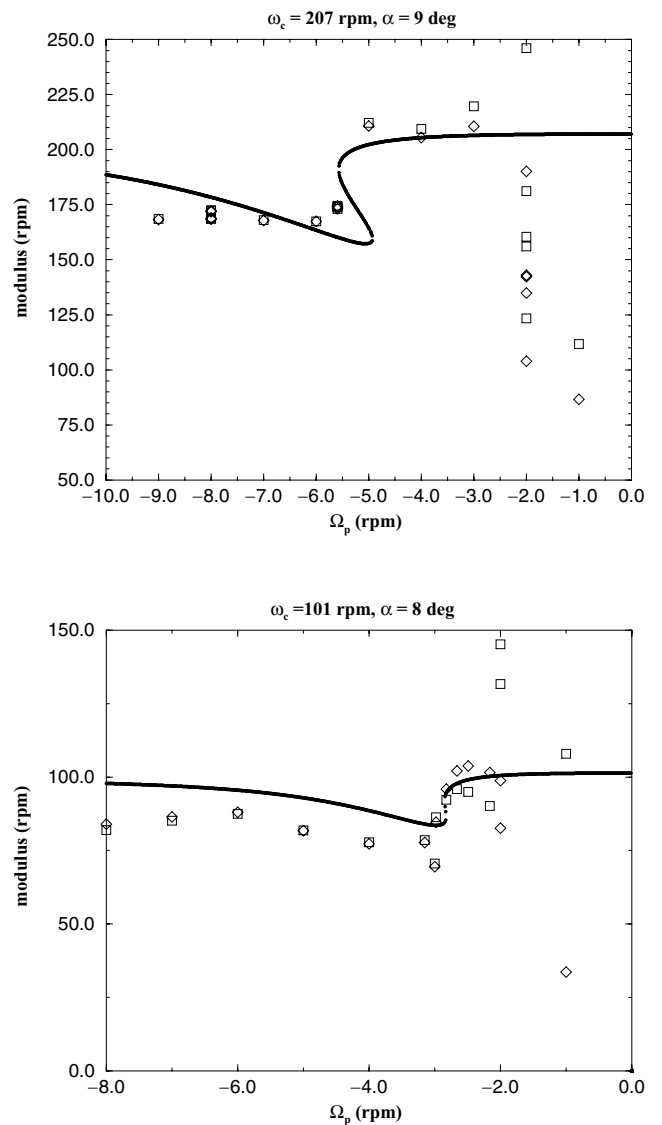 ω_c = 207 rpm, α = 9 deg
250.0
225.0
200.0
175.0
150.0
125.0
100.0
75.0
50.0
modulus (rpm)
−10.0 −9.0 −8.0 −7.0 −6.0 −5.0 −4.0 −3.0 −2.0 −1.0 0.0
Ω_p (rpm)
ω_c =101 rpm, α = 8 deg
150.0
100.0
50.0
0.0
modulus (rpm)
−8.0 −6.0 −4.0 −2.0 0.0
Ω_p (rpm)